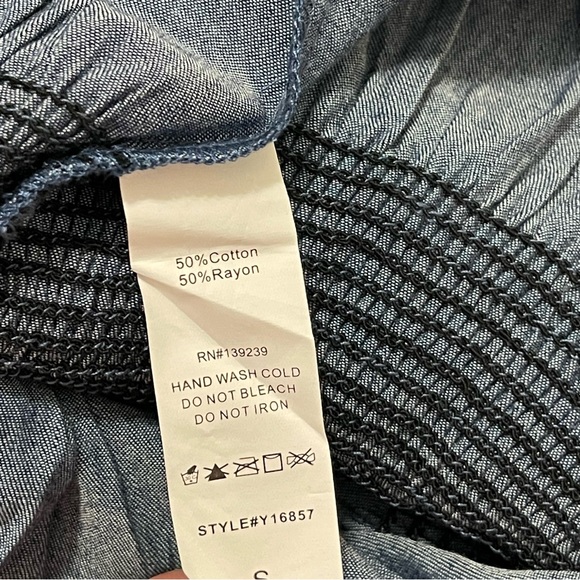 50%Cotton
50%Rayon
RN#139239
HAND WASH COLD
DO NOT BLEACH
DO NOT IRON
STYLE#Y16857
S